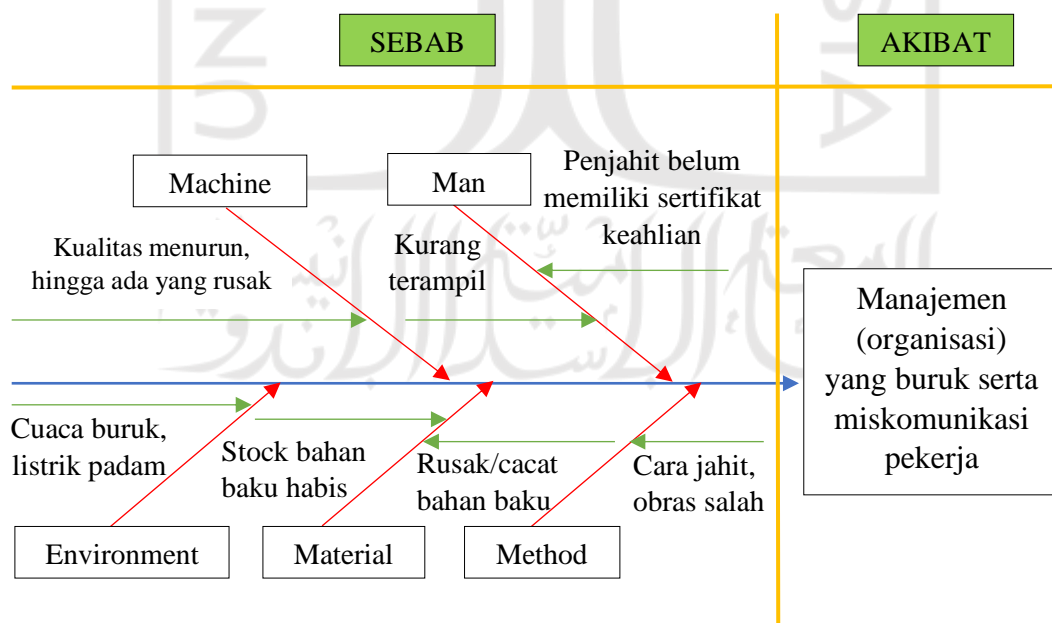 SEBAB
AKIBAT
Machine
Man
Penjahit belum
memiliki sertifikat
keahlian
Kualitas menurun,
hingga ada yang rusak
Kurang
terampil
Manajemen
(organisasi)
yang buruk serta
miskomunikasi
pekerja
Cuaca buruk,
listrik padam
Stock bahan
baku habis
Rusak/cacat
bahan baku
Cara jahit,
obras salah
Environment
Material
Method